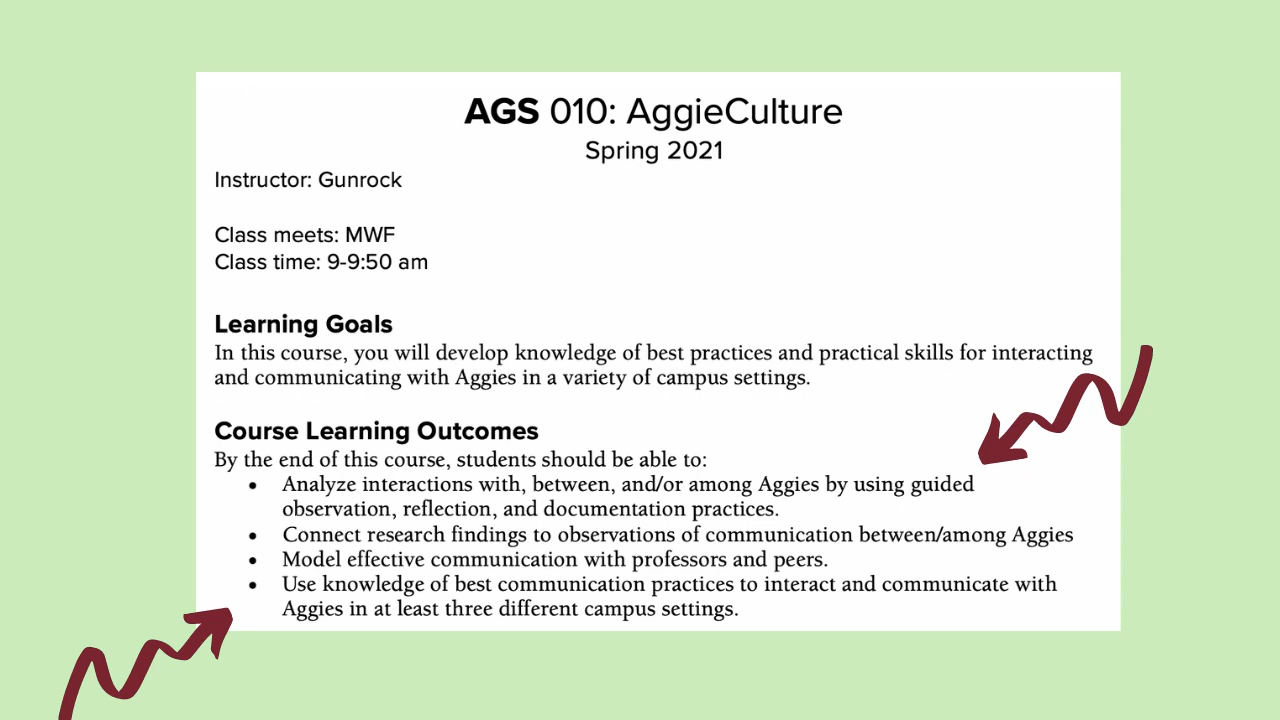 AGS 010: AggieCulture
Spring 2021
Instructor: Gunrock
Class meets: MWF
Class time: 9-9:50 am
Learning Goals
In this course, you will develop knowledge of best practices and practical skills for interacting
and communicating with Aggies in a variety of campus settings.
Course Learning Outcomes
By the end of this course, students should be able to:
• Analyze interactions with, between, and/or among Aggies by using guided
observation, reflection, and documentation practices.
• Connect research findings to observations of communication between/among Aggies
• Model effective communication with professors and peers.
• Use knowledge of best communication practices to interact and communicate with
Aggies in at least three different campus settings.